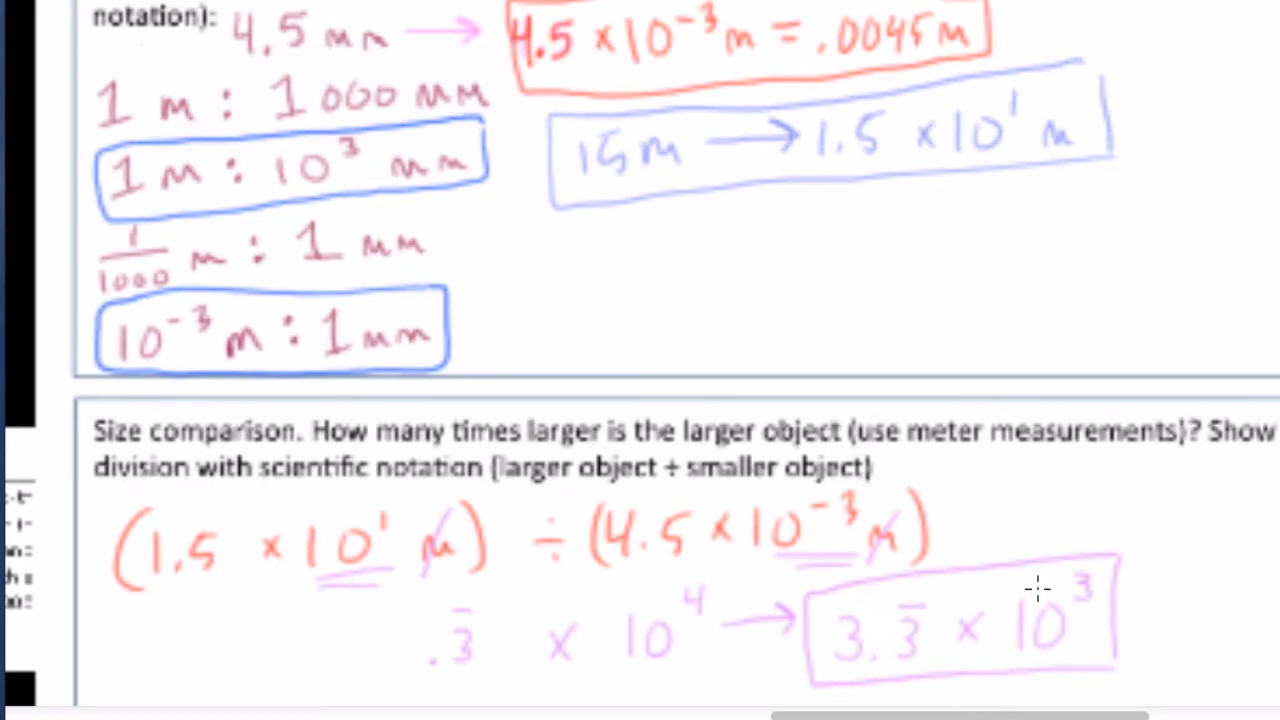 notation):
4.5 mm → 4.5 × 10⁻³ m = .0045 m
1 m : 1000 mm
15 m → 1.5 × 10¹ m
1 m : 10³ mm
1/1000 m : 1 mm
10⁻³ m : 1 mm
Size comparison. How many times larger is the larger object (use meter measurements)? Show
division with scientific notation (larger object ÷ smaller object)
(1.5 × 10¹ m) ÷ (4.5 × 10⁻³ m)
.3̅ × 10⁴ → 3.3̅ × 10³